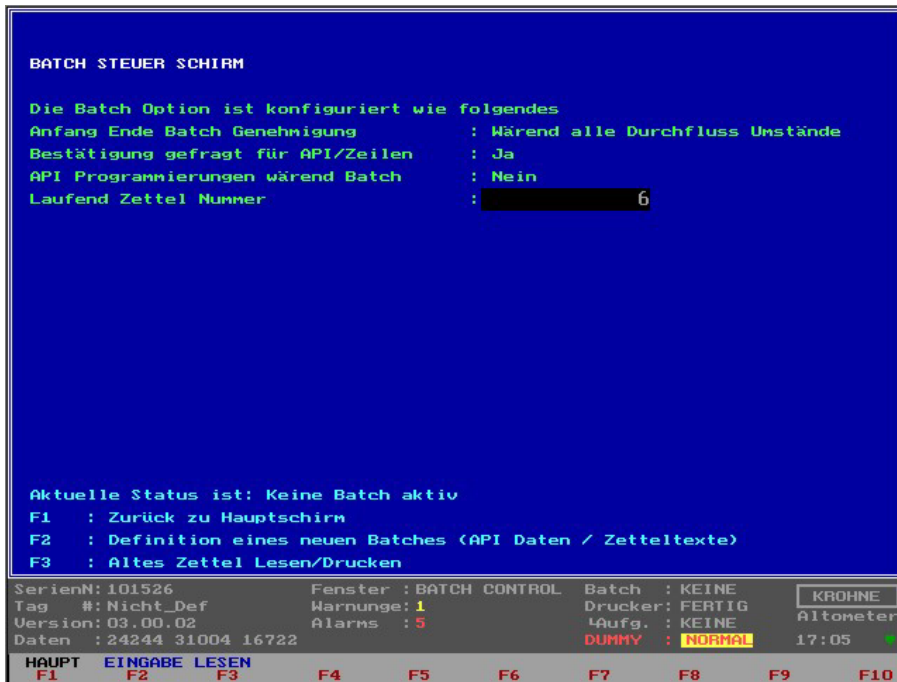 BATCH STEUER SCHIRM
Die Batch Option ist konfiguriert wie folgendes
Anfang Ende Batch Genehmigung : Wärend alle Durchfluss Umstände
Bestätigung gefragt für API/Zeilen : Ja
API Programmierungen wärend Batch : Nein
Laufend Zettel Nummer : 6
Aktuelle Status ist: Keine Batch aktiv
F1 : Zurück zu Hauptschirm
F2 : Definition eines neuen Batches (API Daten / Zetteltexte)
F3 : Altes Zettel Lesen/Drucken
SerienN: 101526 Fenster : BATCH CONTROL Batch : KEINE KROHNE
Tag #: Nicht_Def Warnunge: 1 Drucker: FERTIG Altometer
Version: 03.00.02 Alarms : 5 └Aufg. : KEINE
Daten : 24244 31004 16722 DUMMY : NORMAL 17:05
HAUPT EINGABE LESEN
F1 F2 F3 F4 F5 F6 F7 F8 F9 F10